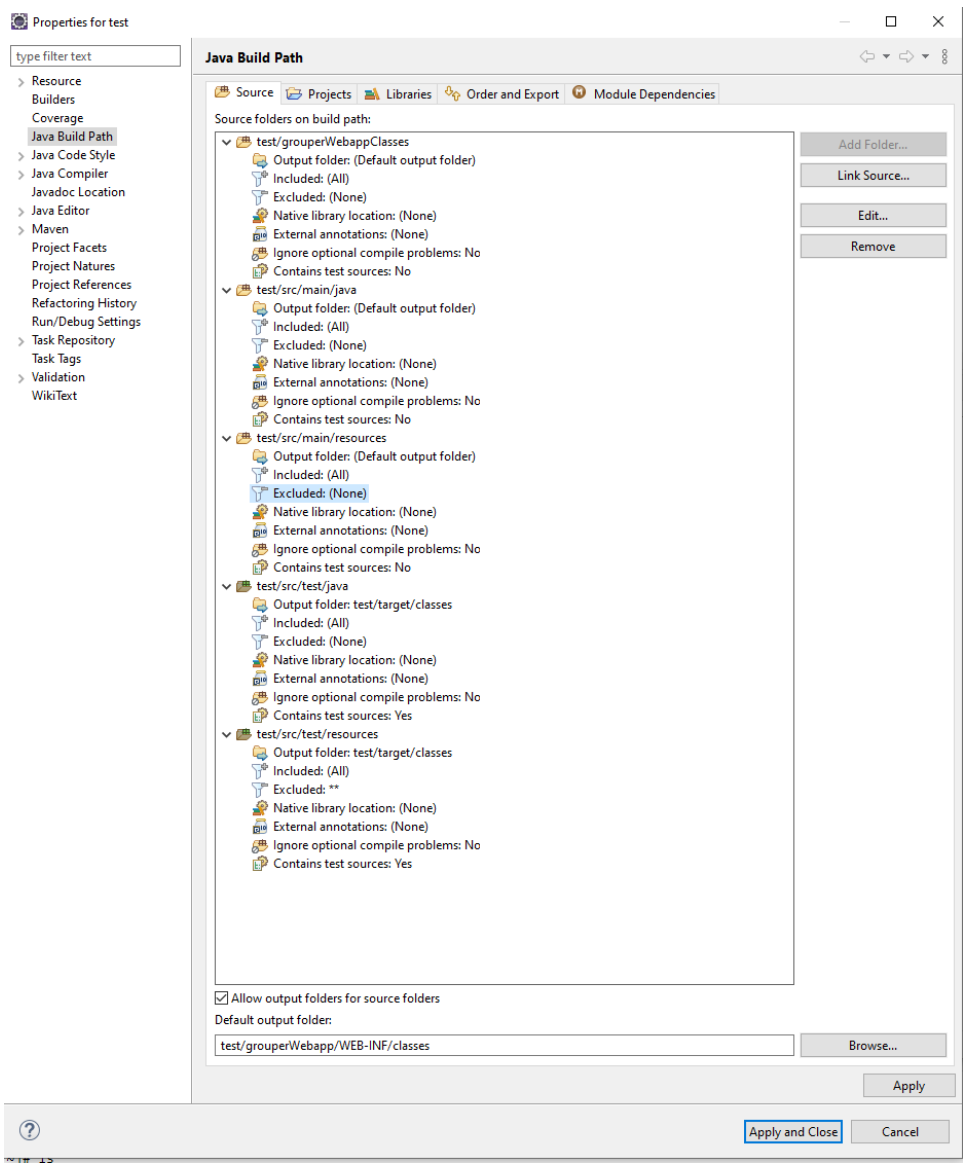 Properties for test
type filter text
Resource
Builders
Coverage
Java Build Path
Java Code Style
Java Compiler
Javadoc Location
Java Editor
Maven
Project Facets
Project Natures
Project References
Refactoring History
Run/Debug Settings
Task Repository
Task Tags
Validation
WikiText
Java Build Path
Source Projects Libraries Order and Export Module Dependencies
Source folders on build path:
test/grouperWebappClasses
Output folder: (Default output folder)
Included: (All)
Excluded: (None)
Native library location: (None)
External annotations: (None)
Ignore optional compile problems: No
Contains test sources: No
test/src/main/java
Output folder: (Default output folder)
Included: (All)
Excluded: (None)
Native library location: (None)
External annotations: (None)
Ignore optional compile problems: No
Contains test sources: No
test/src/main/resources
Output folder: (Default output folder)
Included: (All)
Excluded: (None)
Native library location: (None)
External annotations: (None)
Ignore optional compile problems: No
Contains test sources: No
test/src/test/java
Output folder: test/target/classes
Included: (All)
Excluded: (None)
Native library location: (None)
External annotations: (None)
Ignore optional compile problems: No
Contains test sources: Yes
test/src/test/resources
Output folder: test/target/classes
Included: (All)
Excluded: **
Native library location: (None)
External annotations: (None)
Ignore optional compile problems: No
Contains test sources: Yes
Add Folder...
Link Source...
Edit...
Remove
Allow output folders for source folders
Default output folder:
test/grouperWebapp/WEB-INF/classes
Browse...
Apply
Apply and Close
Cancel